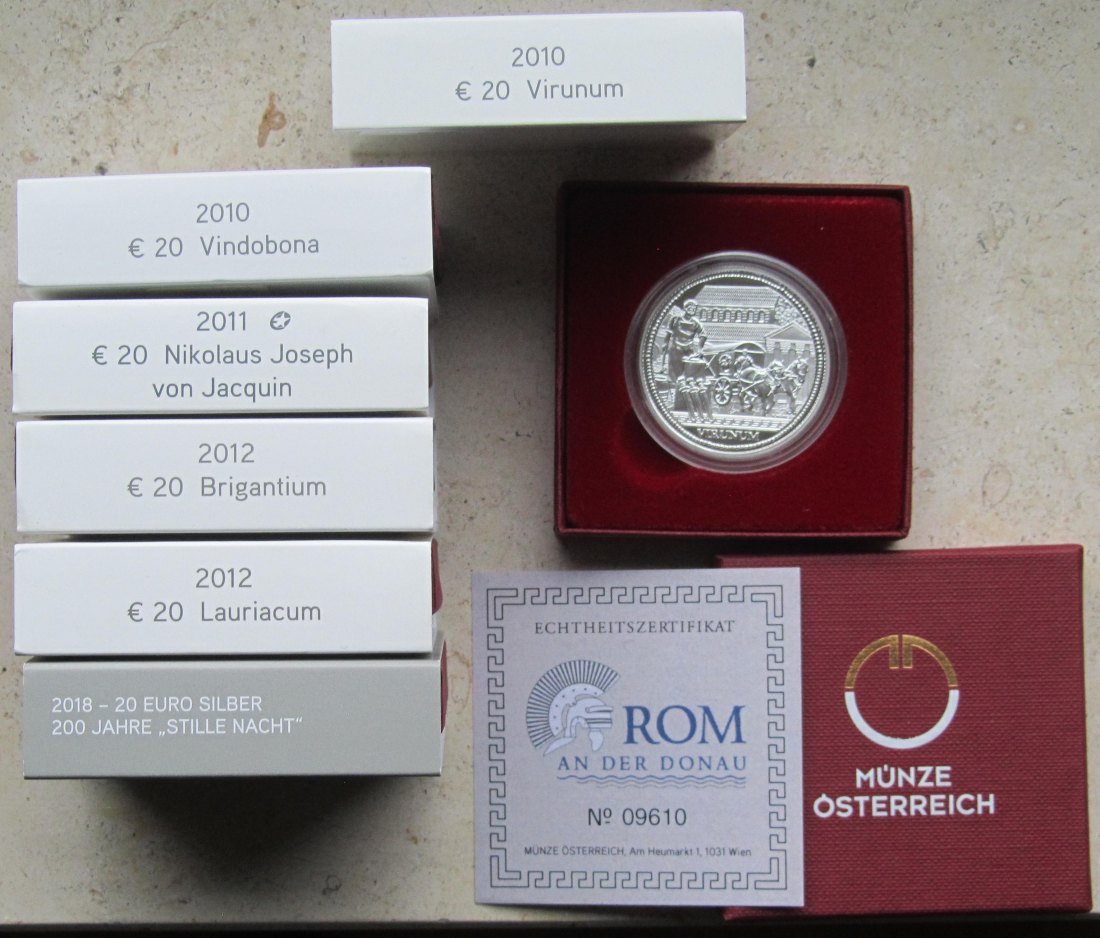 2010
€ 20 Virunum
2010
€ 20 Vindobona
2011
€ 20 Nikolaus Joseph
von Jacquin
2012
€ 20 Brigantium
2012
€ 20 Lauriacum
2018 – 20 EURO SILBER
200 JAHRE „STILLE NACHT“
VIRUNUM
ECHTHEITSZERTIFIKAT
ROM
AN DER DONAU
Nº 09610
MÜNZE ÖSTERREICH, Am Heumarkt 1, 1031 Wien
MÜNZE
ÖSTERREICH